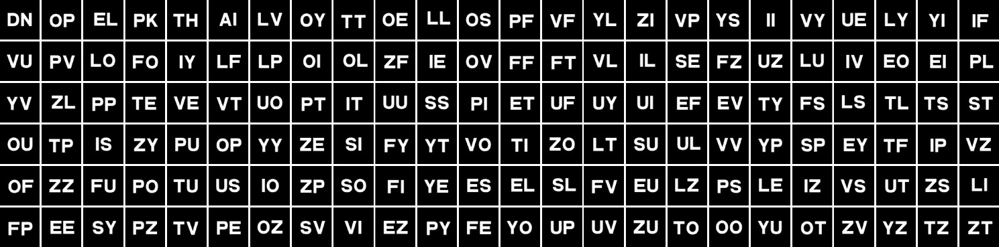 DN OP EL PK TH AI LV OY TT OE LL OS PF VF YL ZI VP YS II VY UE LY YI IF
VU PV LO FO IY LF LP OI OL ZF IE OV FF FT VL IL SE FZ UZ LU IV EO EI PL
YV ZL PP TE VE VT UO PT IT UU SS PI ET UF UY UI EF EV TY FS LS TL TS ST
OU TP IS ZY PU OP YY ZE SI FY YT VO TI ZO LT SU UL VV YP SP EY TF IP VZ
OF ZZ FU PO TU US IO ZP SO FI YE ES EL SL FV EU LZ PS LE IZ VS UT ZS LI
FP EE SY PZ TV PE OZ SV VI EZ PY FE YO UP UV ZU TO OO YU OT ZV YZ TZ ZT